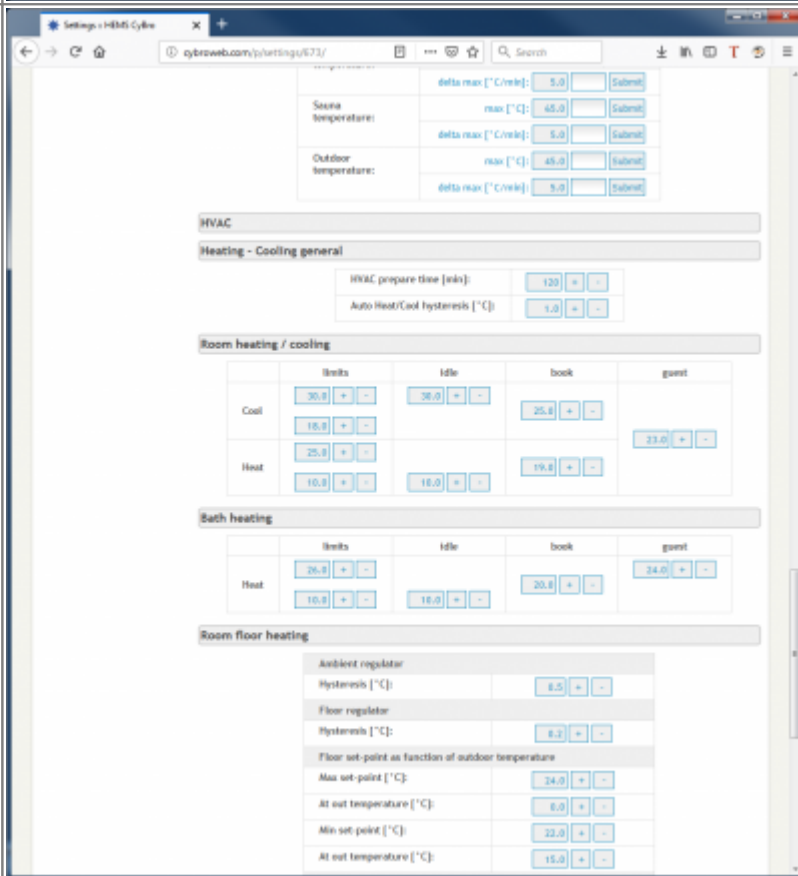 Settings : HEMS CyBro
cybroweb.com/p/settings/673/
Search
temperature:
delta max [°C/min]: 5.0 Submit
Sauna temperature:
max [°C]: 65.0 Submit
delta max [°C/min]: 5.0 Submit
Outdoor temperature:
max [°C]: 45.0 Submit
delta max [°C/min]: 5.0 Submit
HVAC
Heating - Cooling general
HVAC prepare time [min]: 120 + -
Auto Heat/Cool hysteresis [°C]: 1.0 + -
Room heating / cooling
limits idle book guest
Cool 30.0 + - 30.0 + - 25.0 + -
18.0 + -
23.0 + -
Heat 25.0 + - 19.0 + -
10.0 + - 10.0 + -
Bath heating
limits idle book guest
Heat 26.0 + - 20.0 + - 24.0 + -
10.0 + - 10.0 + -
Room floor heating
Ambient regulator
Hysteresis [°C]: 0.5 + -
Floor regulator
Hysteresis [°C]: 0.2 + -
Floor set-point as function of outdoor temperature
Max set-point [°C]: 24.0 + -
At out temperature [°C]: 0.0 + -
Min set-point [°C]: 22.0 + -
At out temperature [°C]: 15.0 + -